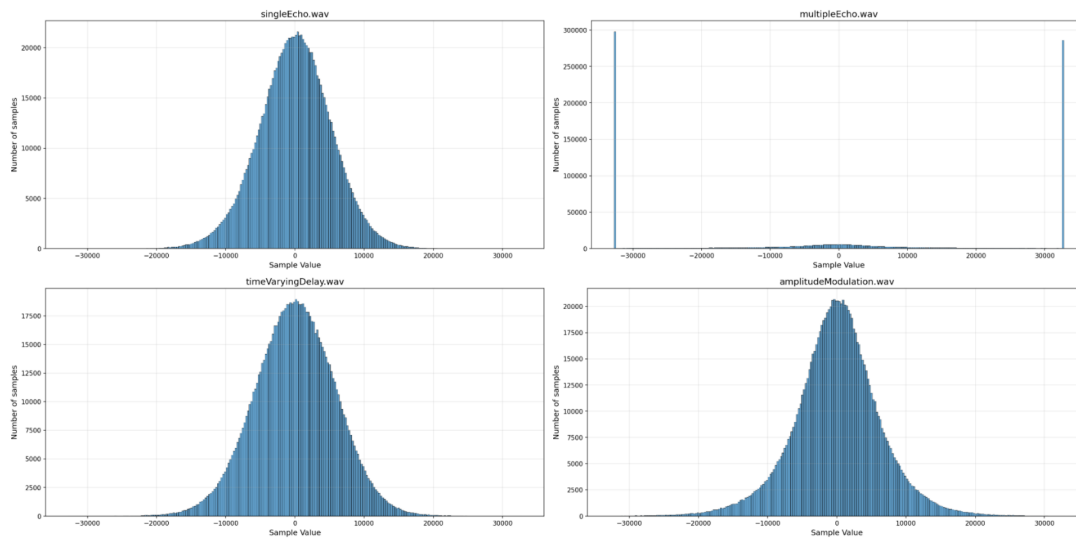 singleEcho.wav
Number of samples
20000
15000
10000
5000
0
−30000 −20000 −10000 0 10000 20000 30000
Sample Value
multipleEcho.wav
Number of samples
300000
250000
200000
150000
100000
50000
0
−30000 −20000 −10000 0 10000 20000 30000
Sample Value
timeVaryingDelay.wav
Number of samples
17500
15000
12500
10000
7500
5000
2500
0
−30000 −20000 −10000 0 10000 20000 30000
Sample Value
amplitudeModulation.wav
Number of samples
20000
17500
15000
12500
10000
7500
5000
2500
0
−30000 −20000 −10000 0 10000 20000 30000
Sample Value